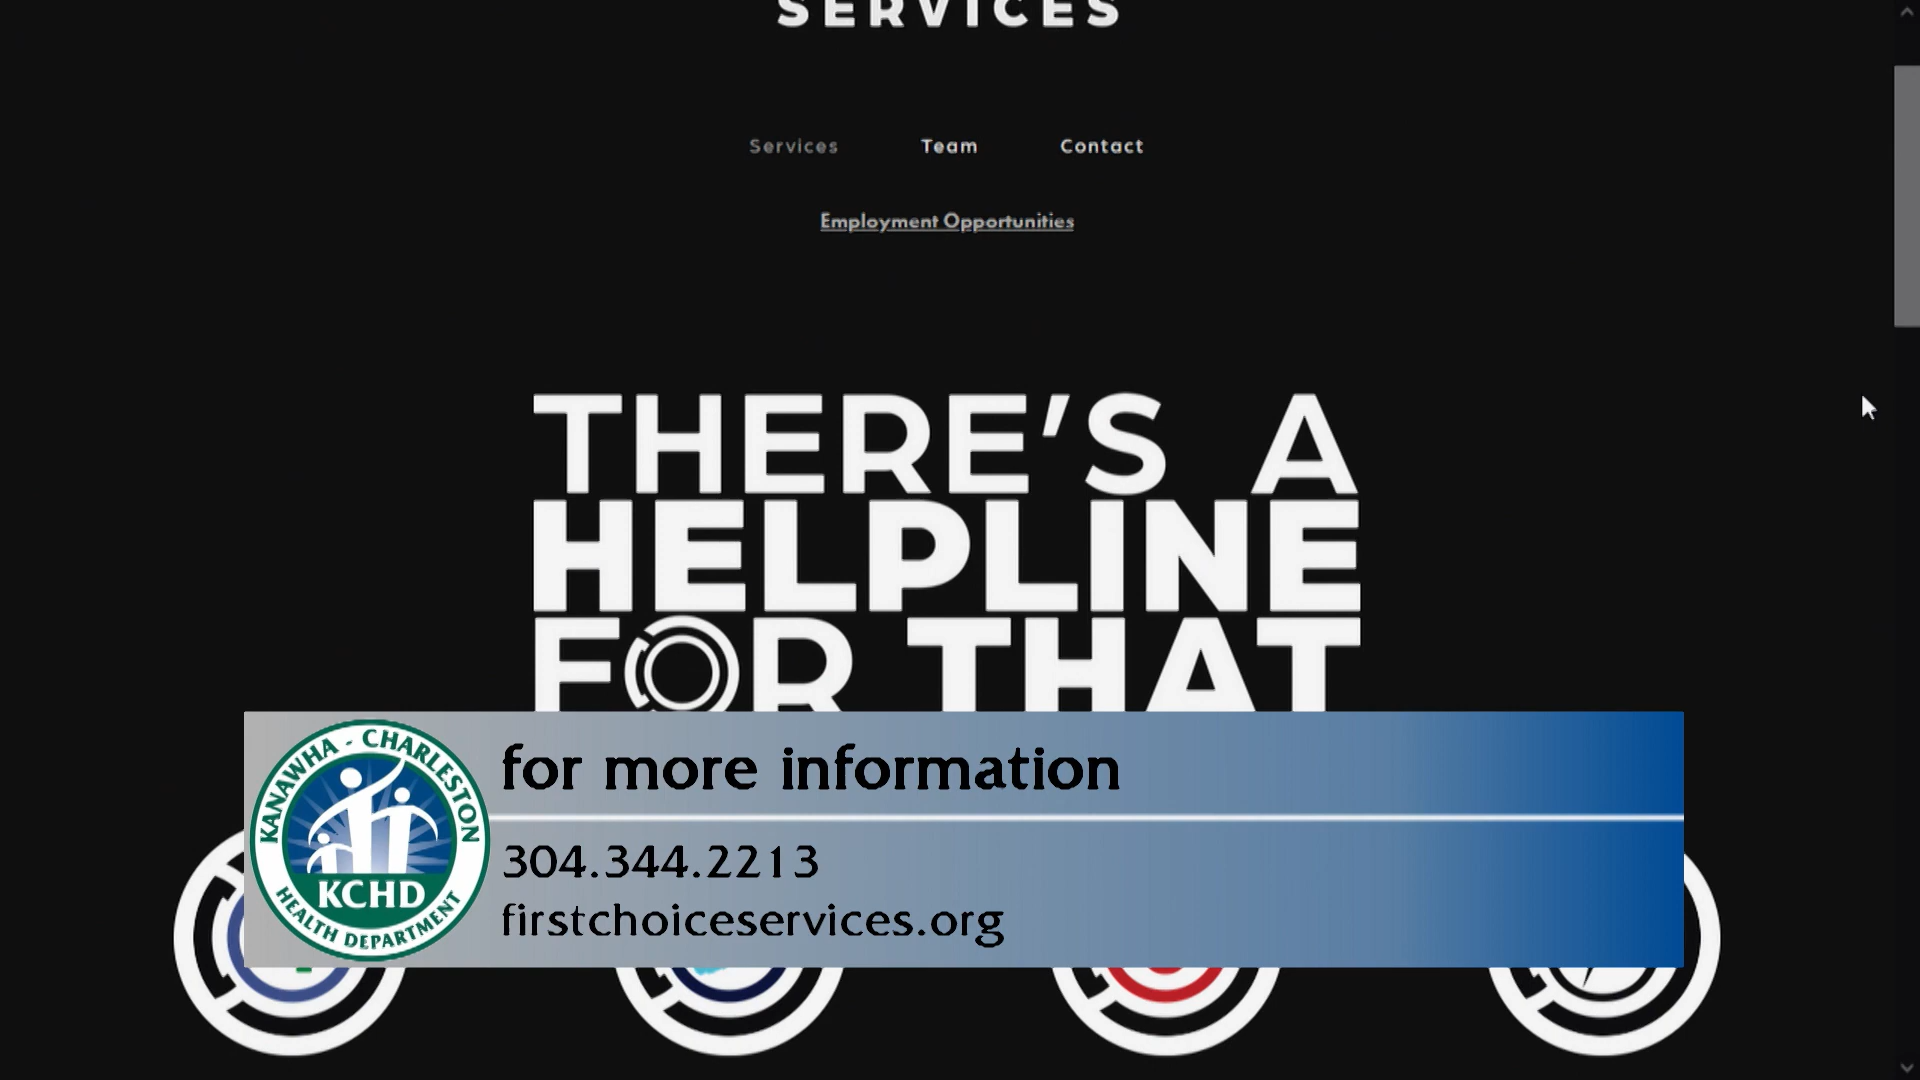 SERVICES
Services Team Contact
Employment Opportunities
THERE'S A
HELPLINE
FOR THAT
for more information
304.344.2213
firstchoiceservices.org
KANAWHA - CHARLESTON
KCHD
HEALTH DEPARTMENT